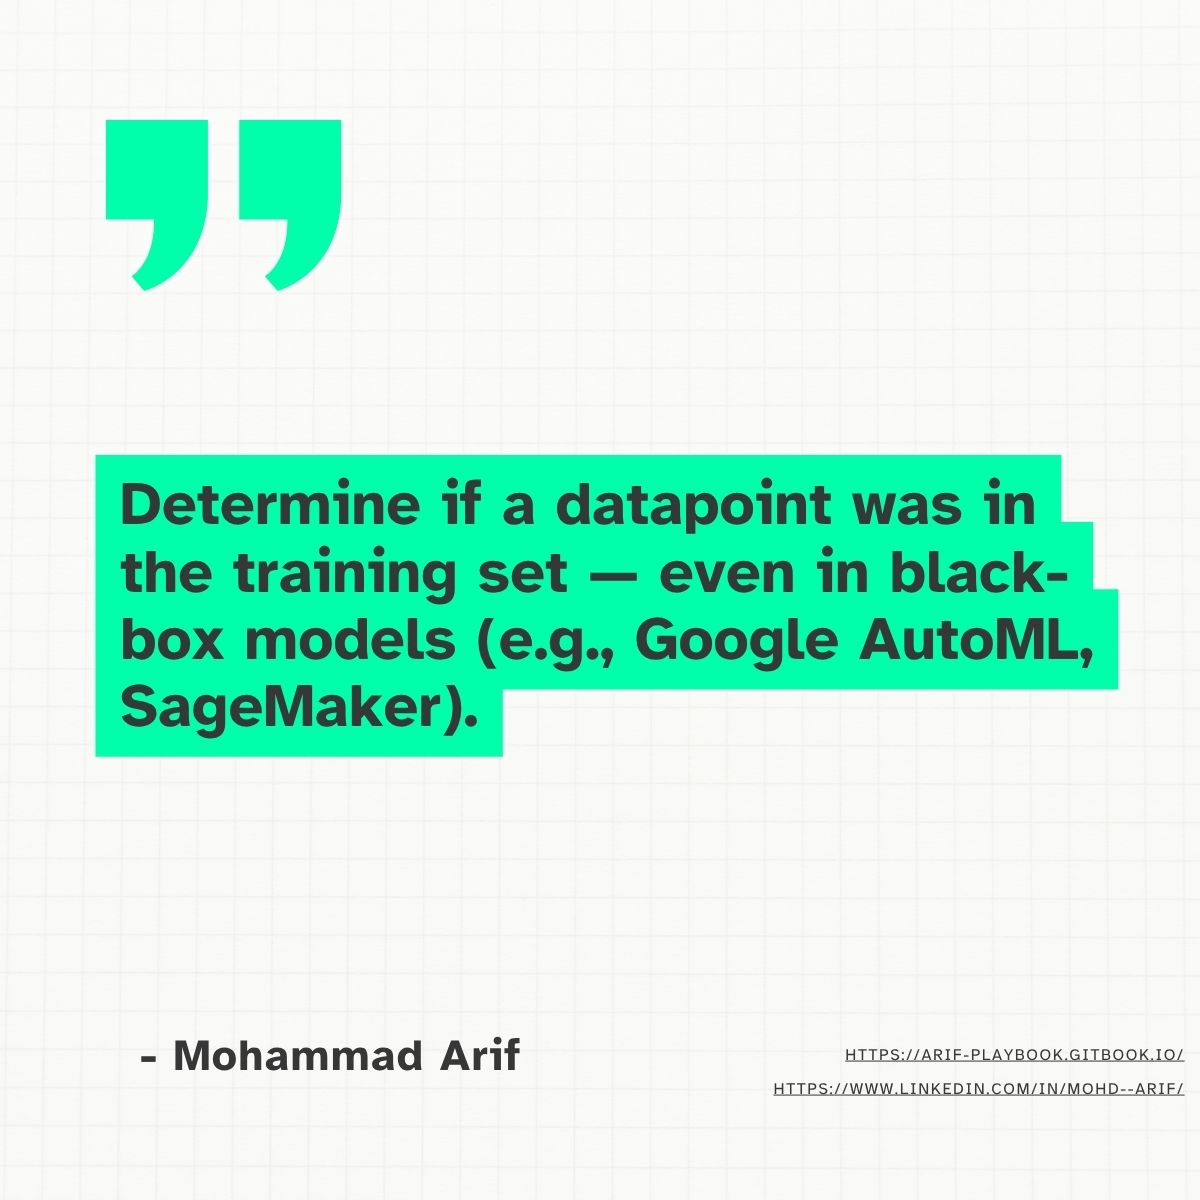 Determine if a datapoint was in
the training set — even in black-
box models (e.g., Google AutoML,
SageMaker).
- Mohammad Arif
HTTPS://ARIF-PLAYBOOK.GITBOOK.IO/
HTTPS://WWW.LINKEDIN.COM/IN/MOHD--ARIF/